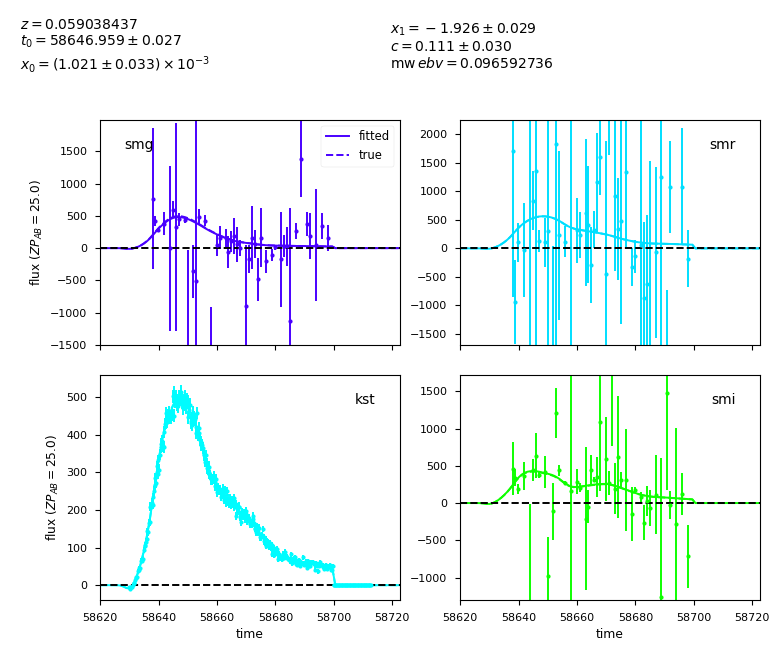 z = 0.059038437
t₀ = 58646.959 ± 0.027
x₀ = (1.021 ± 0.033) × 10⁻³
x₁ = −1.926 ± 0.029
c = 0.111 ± 0.030
mw ebv = 0.096592736
smg
fitted
true
1500
1000
500
0
−500
−1000
−1500
flux (ZP_AB = 25.0)
smr
2000
1500
1000
500
0
−500
−1000
−1500
kst
500
400
300
200
100
0
flux (ZP_AB = 25.0)
58620 58640 58660 58680 58700 58720
time
smi
1500
1000
500
0
−500
−1000
58620 58640 58660 58680 58700 58720
time